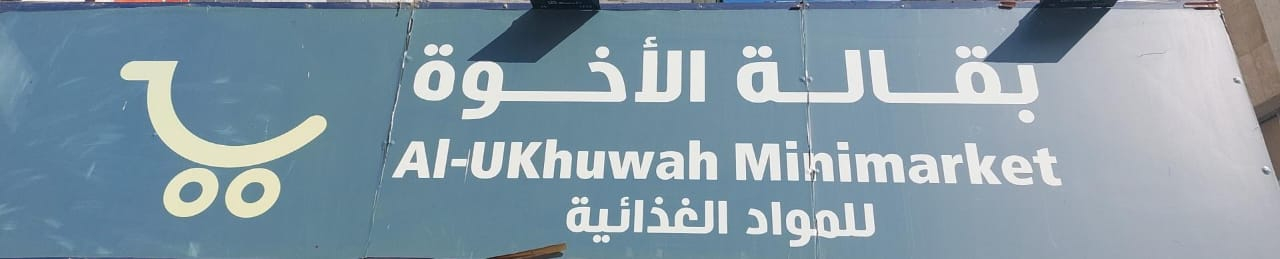 بقالة الأخوة
Al-UKhuwah Minimarket
للمواد الغذائية